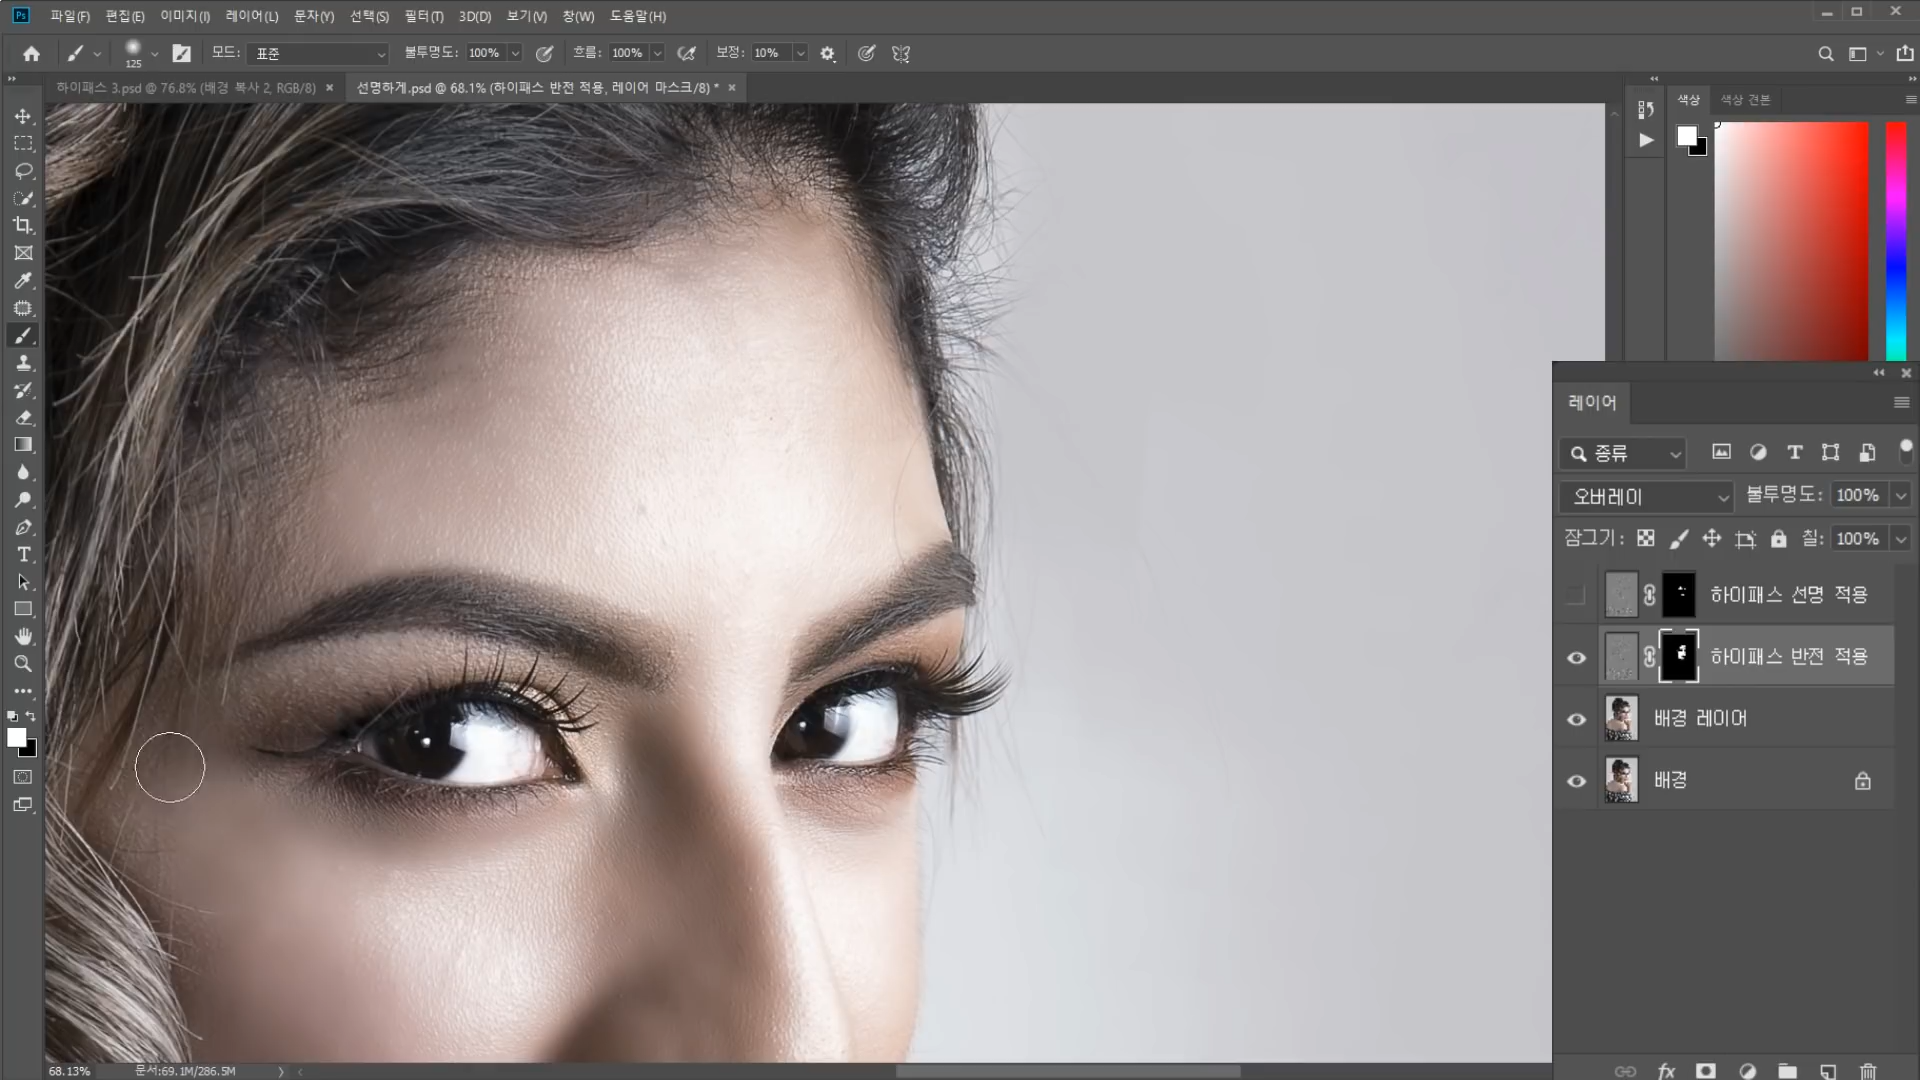 Ps 파일(F) 편집(E) 이미지(I) 레이어(L) 문자(Y) 선택(S) 필터(T) 3D(D) 보기(V) 창(W) 도움말(H)
125 모드: 표준 불투명도: 100% 흐름: 100% 보정: 10%
하이패스 3.psd @ 76.8% (배경 복사 2, RGB/8) × 선명하게.psd @ 68.1% (하이패스 반전 적용, 레이어 마스크/8) * ×
색상 색상 견본
레이어
종류
오버레이 불투명도: 100%
잠그기: 칠: 100%
하이패스 선명 적용
하이패스 반전 적용
배경 레이어
배경
68.13% 문서:69.1M/286.5M
fx